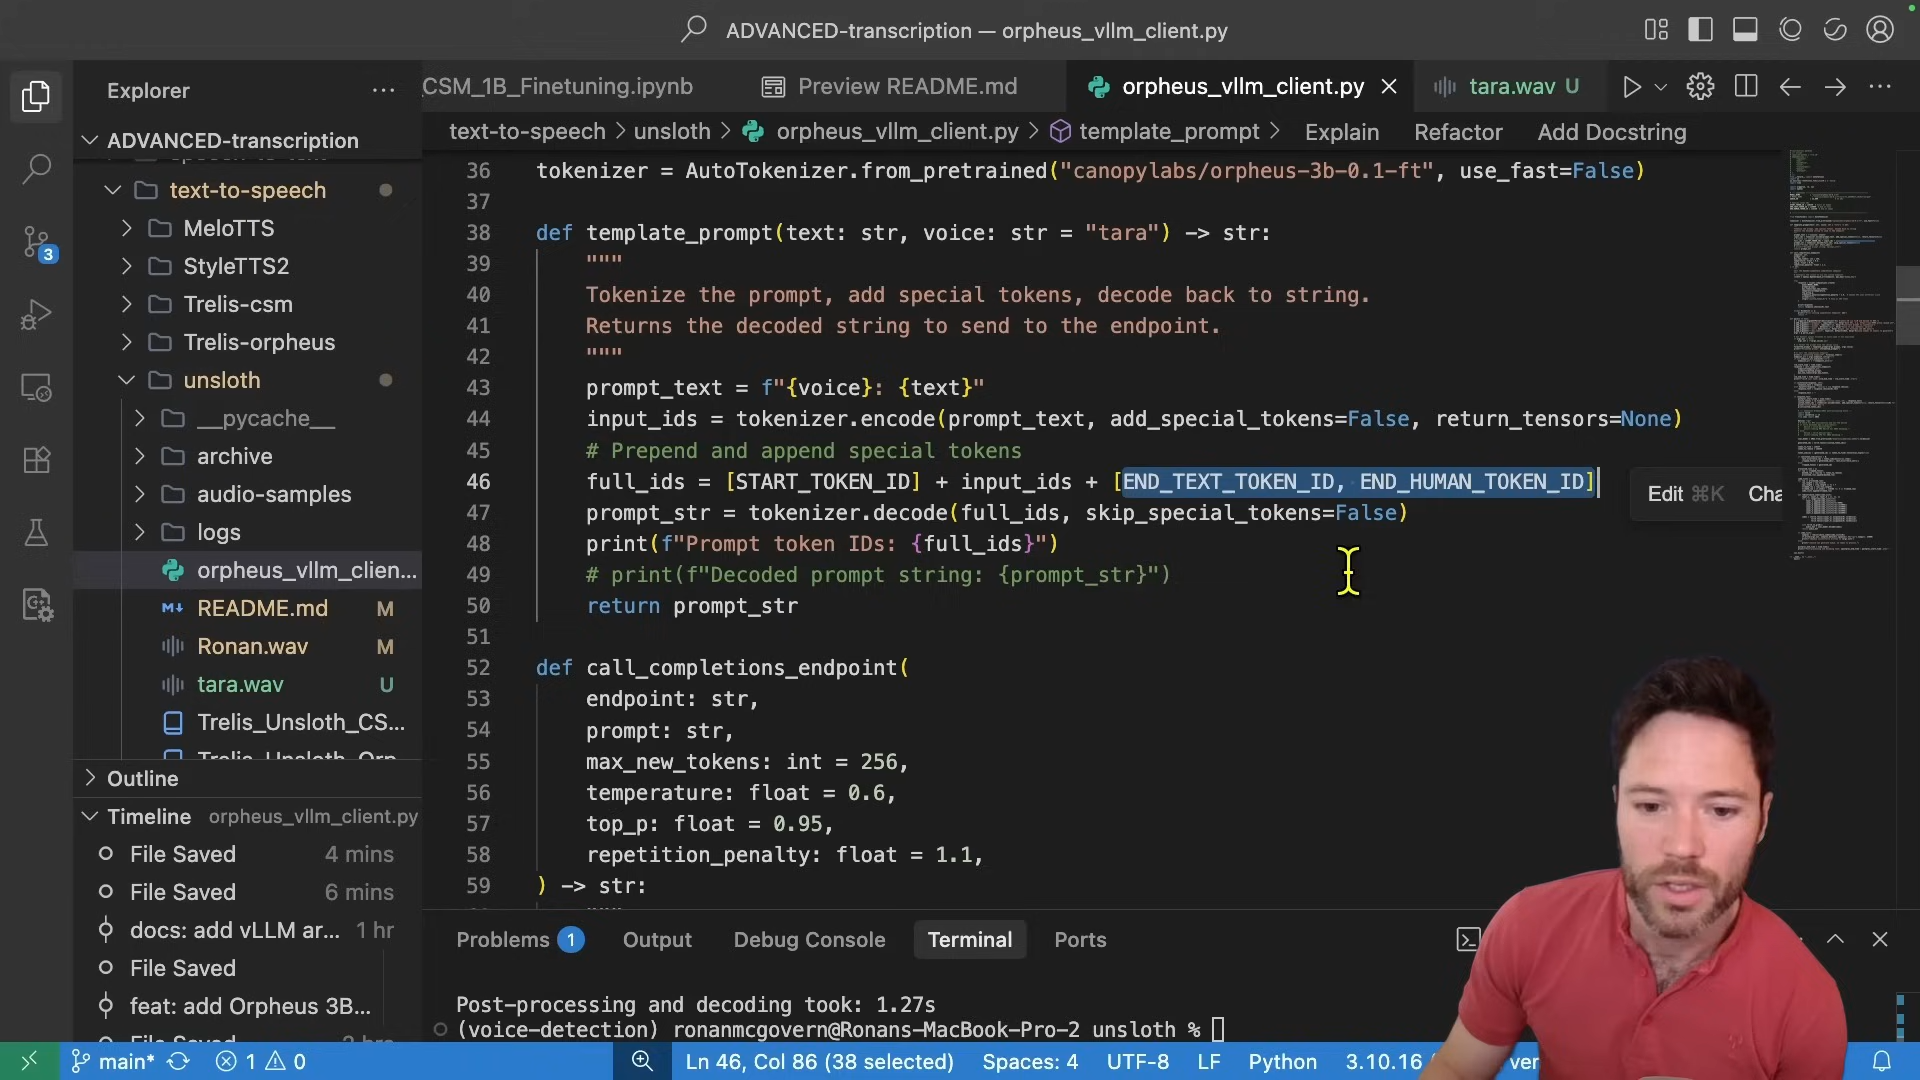 ADVANCED-transcription — orpheus_vllm_client.py
Explorer
CSM_1B_Finetuning.ipynb
Preview README.md
orpheus_vllm_client.py
tara.wav U
ADVANCED-transcription
text-to-speech > unsloth > orpheus_vllm_client.py > template_prompt > Explain Refactor Add Docstring
text-to-speech
MeloTTS
StyleTTS2
Trelis-csm
Trelis-orpheus
unsloth
__pycache__
archive
audio-samples
logs
orpheus_vllm_clien...
README.md M
Ronan.wav M
tara.wav U
Trelis_Unsloth_CS...
Trelis_Unsloth_Orp
Outline
Timeline orpheus_vllm_client.py
File Saved 4 mins
File Saved 6 mins
docs: add vLLM ar... 1 hr
File Saved
feat: add Orpheus 3B...
3
36 tokenizer = AutoTokenizer.from_pretrained("canopylabs/orpheus-3b-0.1-ft", use_fast=False)
37
38 def template_prompt(text: str, voice: str = "tara") -> str:
39 """
40 Tokenize the prompt, add special tokens, decode back to string.
41 Returns the decoded string to send to the endpoint.
42 """
43 prompt_text = f"{voice}: {text}"
44 input_ids = tokenizer.encode(prompt_text, add_special_tokens=False, return_tensors=None)
45 # Prepend and append special tokens
46 full_ids = [START_TOKEN_ID] + input_ids + [END_TEXT_TOKEN_ID, END_HUMAN_TOKEN_ID]
Edit ⌘K Cha
47 prompt_str = tokenizer.decode(full_ids, skip_special_tokens=False)
48 print(f"Prompt token IDs: {full_ids}")
49 # print(f"Decoded prompt string: {prompt_str}")
50 return prompt_str
51
52 def call_completions_endpoint(
53 endpoint: str,
54 prompt: str,
55 max_new_tokens: int = 256,
56 temperature: float = 0.6,
57 top_p: float = 0.95,
58 repetition_penalty: float = 1.1,
59 ) -> str:
Problems 1 Output Debug Console Terminal Ports
Post-processing and decoding took: 1.27s
(voice-detection) ronanmcgovern@Ronans-MacBook-Pro-2 unsloth %
main* 1 0 Ln 46, Col 86 (38 selected) Spaces: 4 UTF-8 LF Python 3.10.16